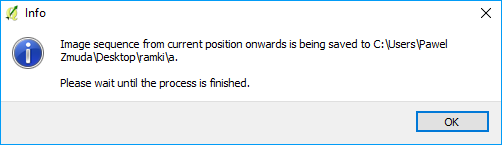 Info
Image sequence from current position onwards is being saved to C:\Users\Pawel
Zmuda\Desktop\ramki\a.
Please wait until the process is finished.
OK